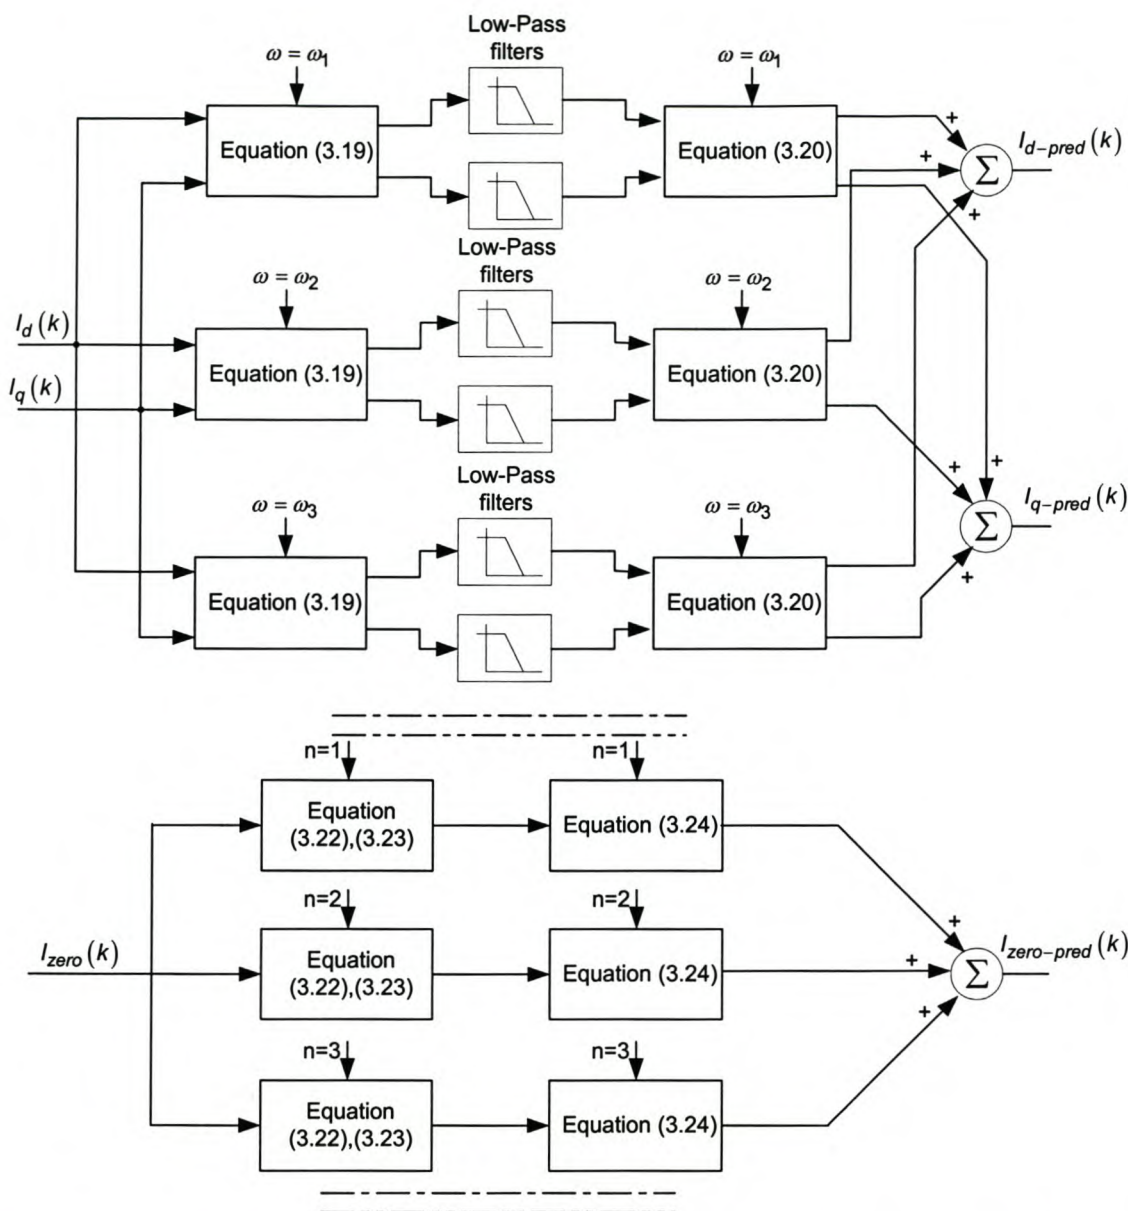 Low-Pass
filters
ω = ω1
ω = ω1
Equation (3.19)
Equation (3.20)
+
+
+
Σ
Id−pred(k)
Low-Pass
filters
ω = ω2
ω = ω2
Id(k)
Iq(k)
Equation (3.19)
Equation (3.20)
Low-Pass
filters
+
+
+
Σ
Iq−pred(k)
ω = ω3
ω = ω3
Equation (3.19)
Equation (3.20)
n=1
n=1
Equation
(3.22),(3.23)
Equation (3.24)
n=2
n=2
Izero(k)
Equation
(3.22),(3.23)
Equation (3.24)
+
+
+
Σ
Izero−pred(k)
n=3
n=3
Equation
(3.22),(3.23)
Equation (3.24)